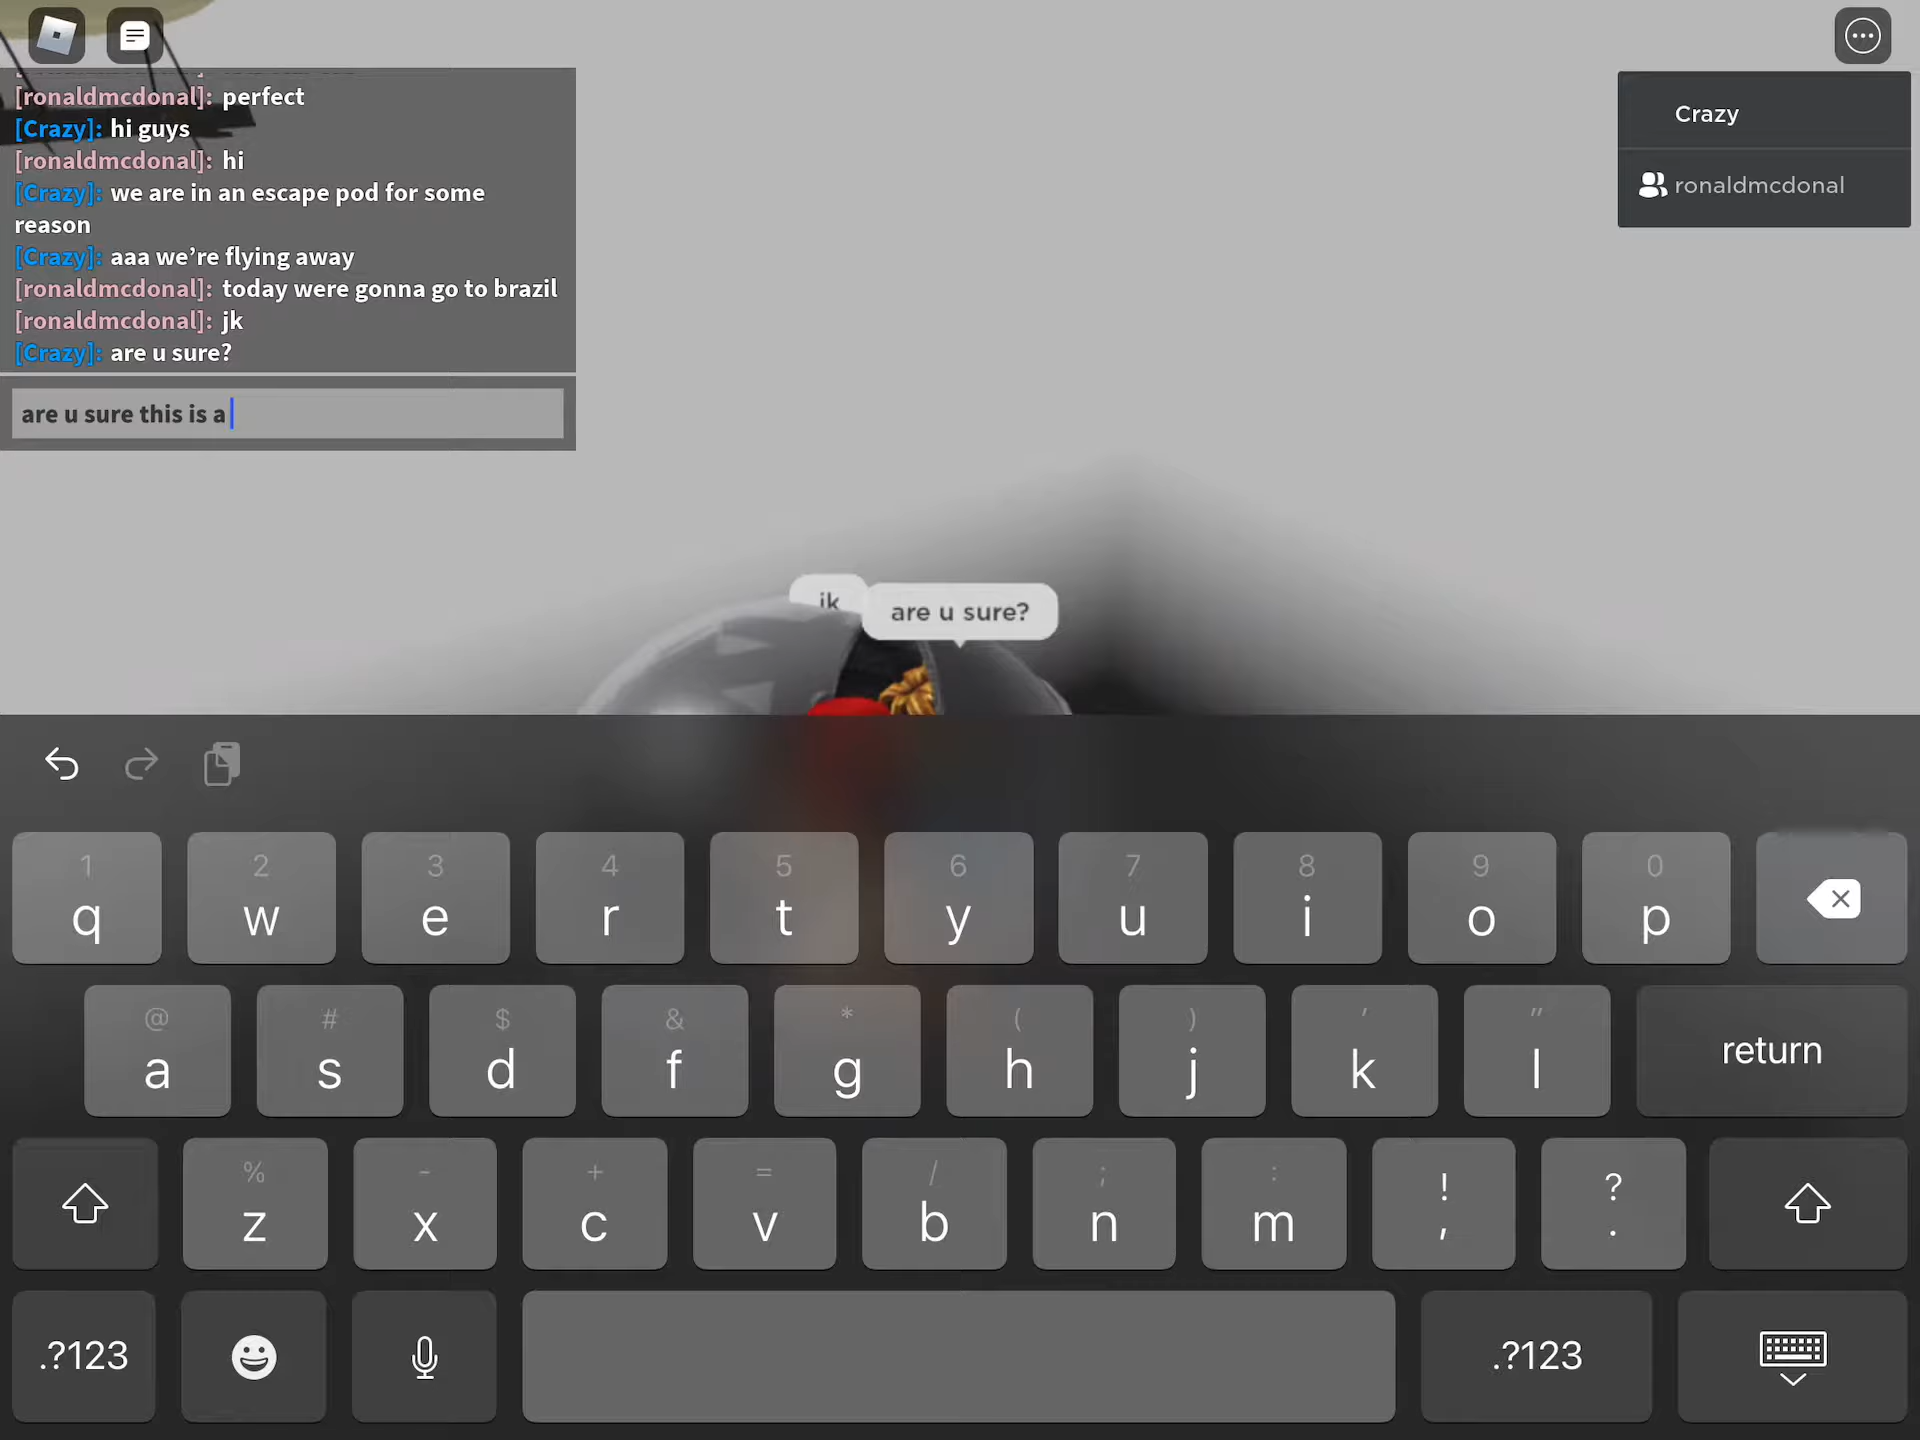 [ronaldmcdonal]: perfect
[Crazy]: hi guys
[ronaldmcdonal]: hi
[Crazy]: we are in an escape pod for some
reason
[Crazy]: aaa we’re flying away
[ronaldmcdonal]: today were gonna go to brazil
[ronaldmcdonal]: jk
[Crazy]: are u sure?
are u sure this is a
Crazy
ronaldmcdonal
jk
are u sure?
1 2 3 4 5 6 7 8 9 0
q w e r t y u i o p
@ # $ & * ( ) ' "
a s d f g h j k l return
% - + = / ; : ! ?
z x c v b n m , .
.?123 .?123